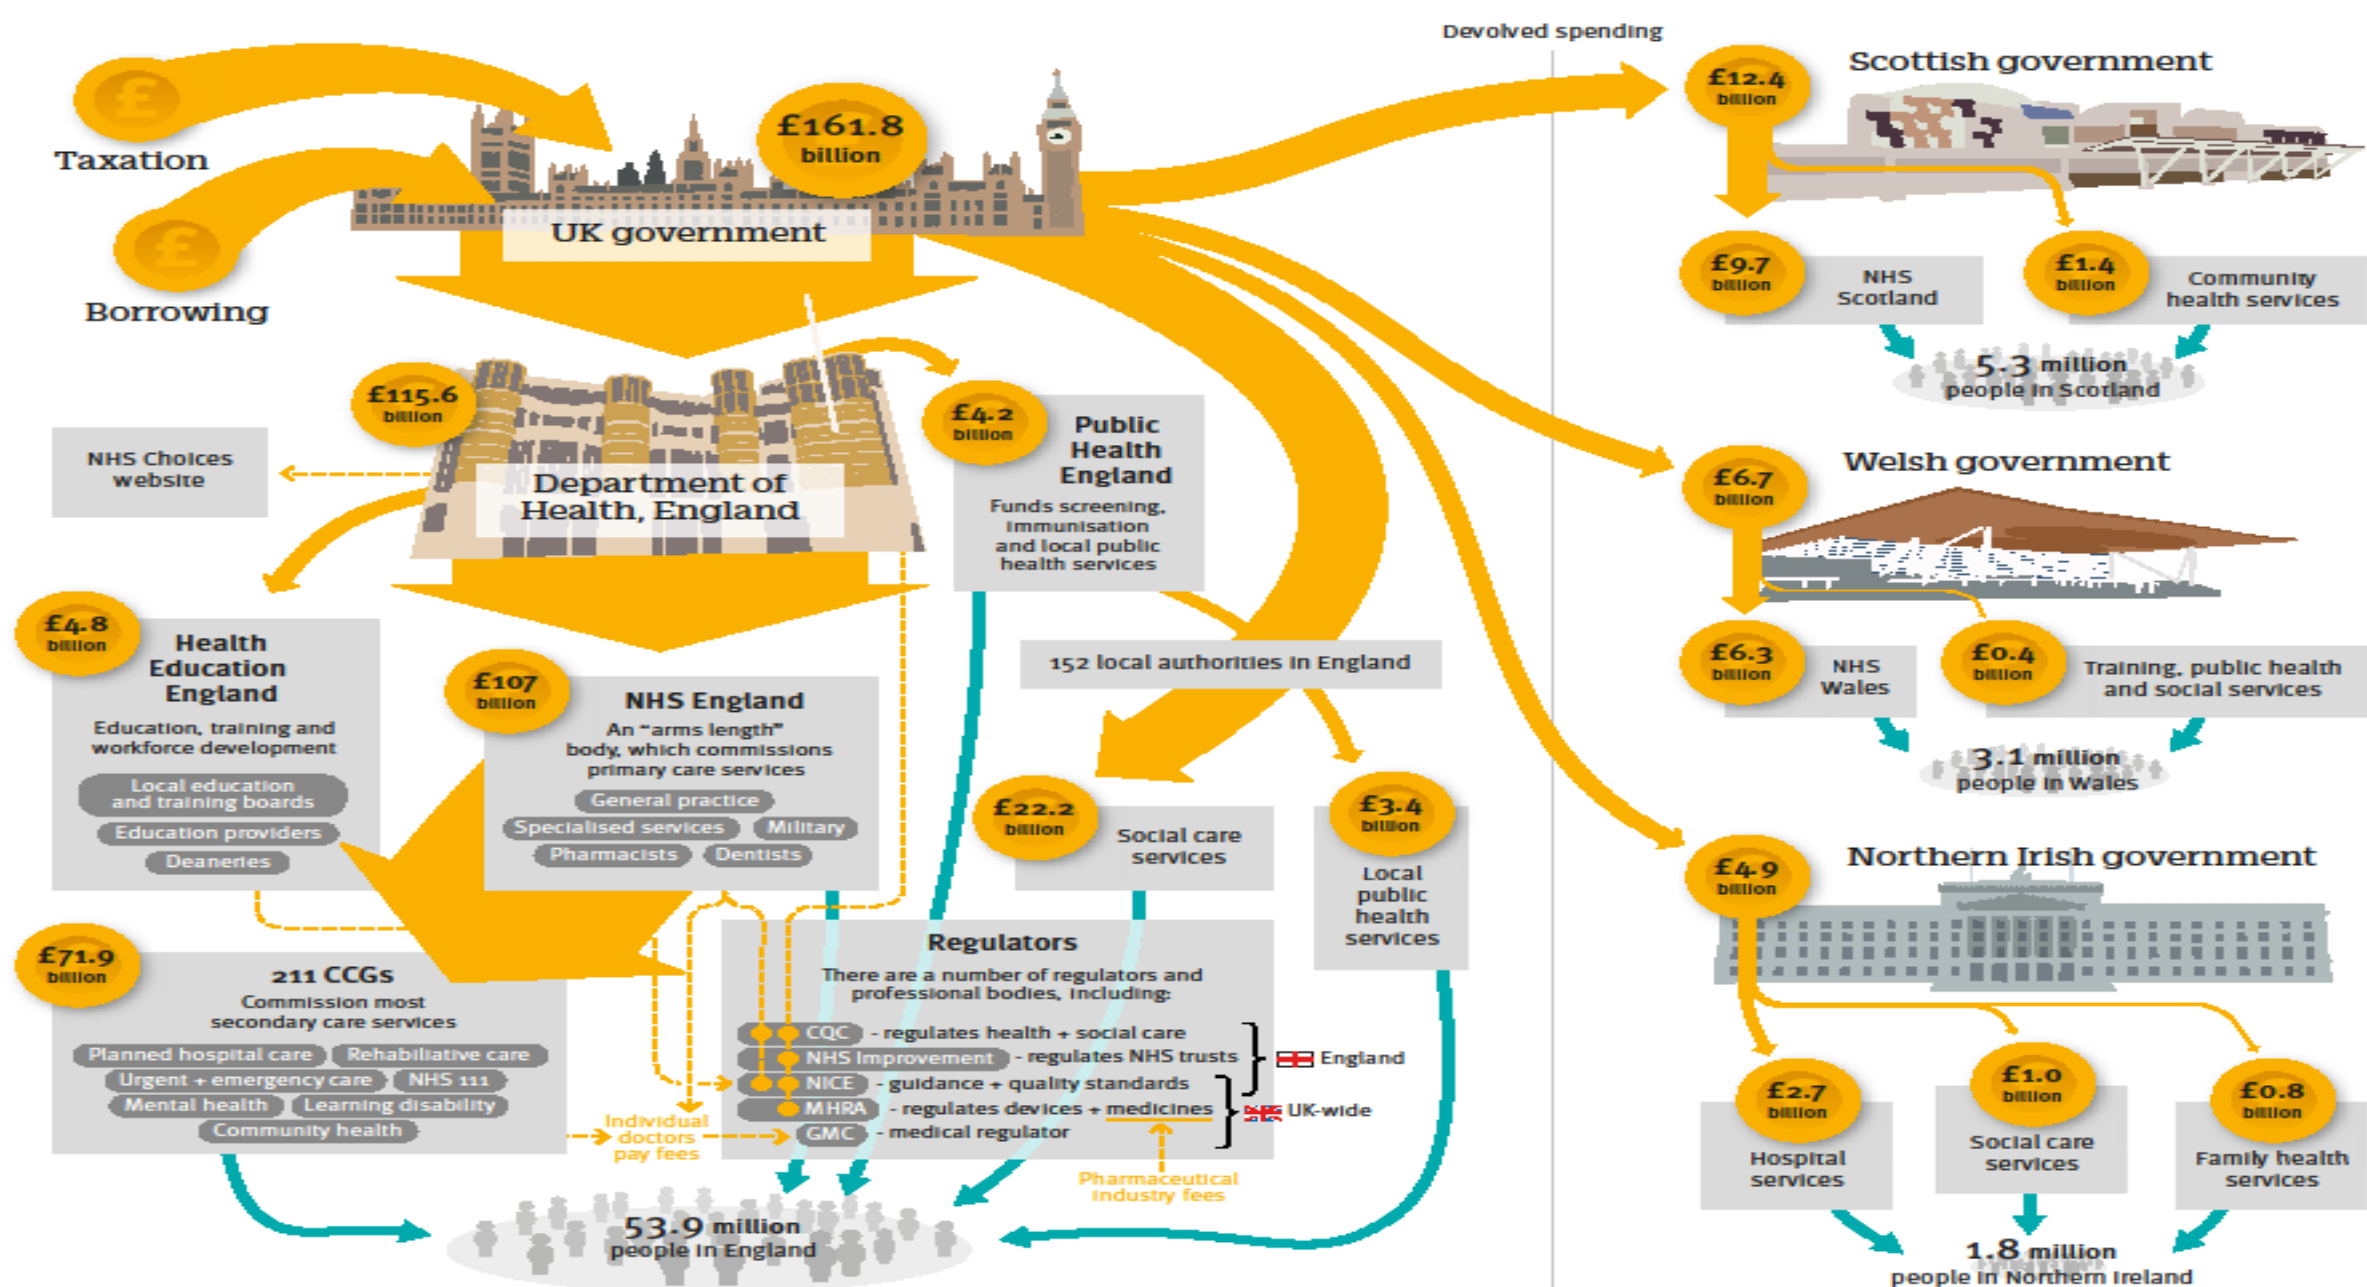 Devolved spending
Taxation
Borrowing
£161.8
billion
UK government
£115.6
billion
Department of
Health, England
NHS Choices
website
£4.2
billion
Public
Health
England
Funds screening,
immunisation
and local public
health services
£4.8
billion
Health
Education
England
Education, training and
workforce development
Local education
and training boards
Education providers
Deaneries
£107
billion
NHS England
An “arms length”
body, which commissions
primary care services
General practice
Specialised services
Military
Pharmacists
Dentists
152 local authorities in England
£22.2
billion
Social care
services
£3.4
billion
Local
public
health
services
£71.9
billion
211 CCGs
Commission most
secondary care services
Planned hospital care
Rehabiliative care
Urgent + emergency care
NHS 111
Mental health
Learning disability
Community health
Regulators
There are a number of regulators and
professional bodies, including:
CQC - regulates health + social care
NHS Improvement - regulates NHS trusts
NICE - guidance + quality standards
MHRA - regulates devices + medicines
GMC - medical regulator
England
UK-wide
Individual
doctors
pay fees
Pharmaceutical
industry fees
53.9 million
people in England
£12.4
billion
Scottish government
£9.7
billion
NHS
Scotland
£1.4
billion
Community
health services
5.3 million
people in Scotland
£6.7
billion
Welsh government
£6.3
billion
NHS
Wales
£0.4
billion
Training, public health
and social services
3.1 million
people in Wales
£4.9
billion
Northern Irish government
£2.7
billion
Hospital
services
£1.0
billion
Social care
services
£0.8
billion
Family health
services
1.8 million
people in Northern Ireland